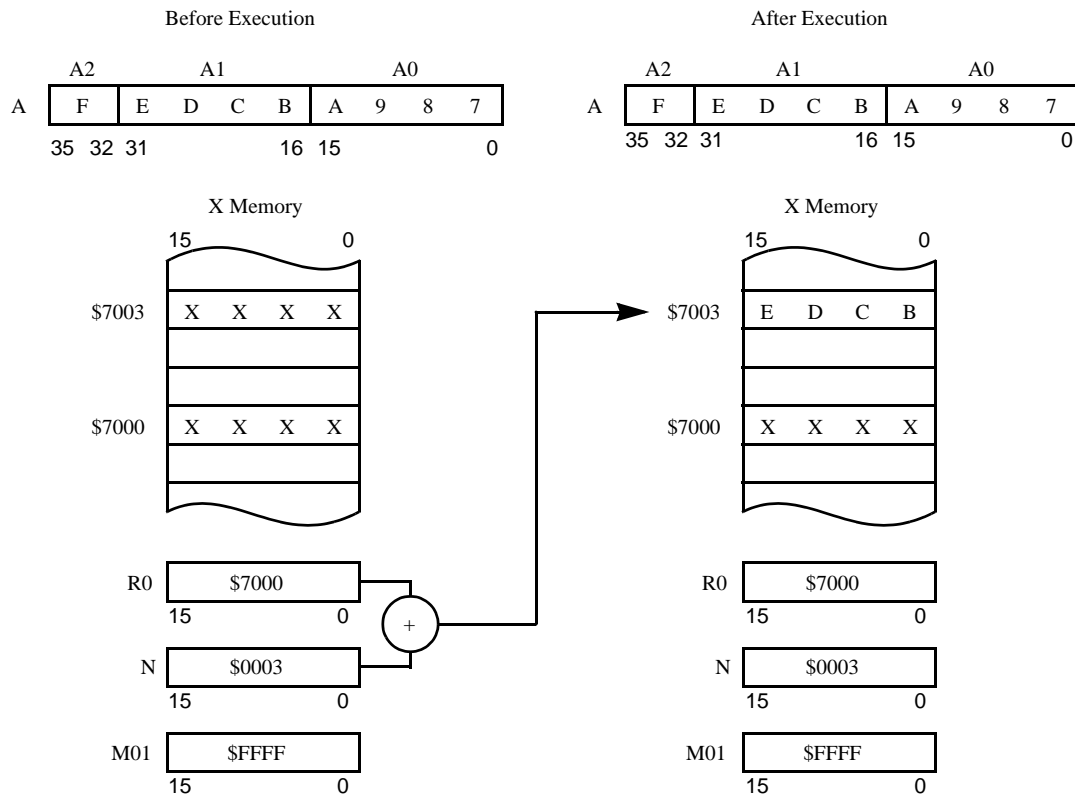 Before Execution After Execution
A2 A1 A0 A2 A1 A0
A F E D C B A 9 8 7 A F E D C B A 9 8 7
35 32 31 16 15 0 35 32 31 16 15 0
X Memory X Memory
15 0 15 0
$7003 X X X X $7003 E D C B
$7000 X X X X $7000 X X X X
R0 $7000 R0 $7000
15 0 15 0
+
N $0003 N $0003
15 0 15 0
M01 $FFFF M01 $FFFF
15 0 15 0